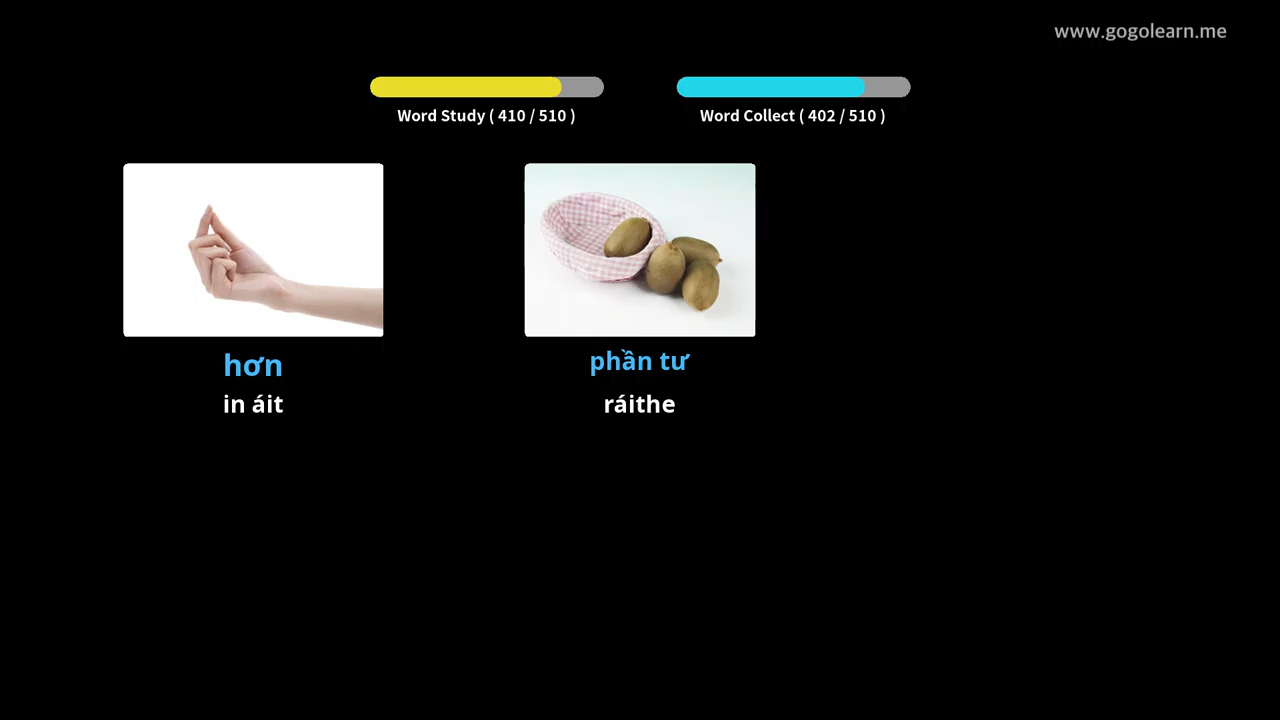 www.gogolearn.me
Word Study ( 410 / 510 )
Word Collect ( 402 / 510 )
hơn
in áit
phần tư
ráithe